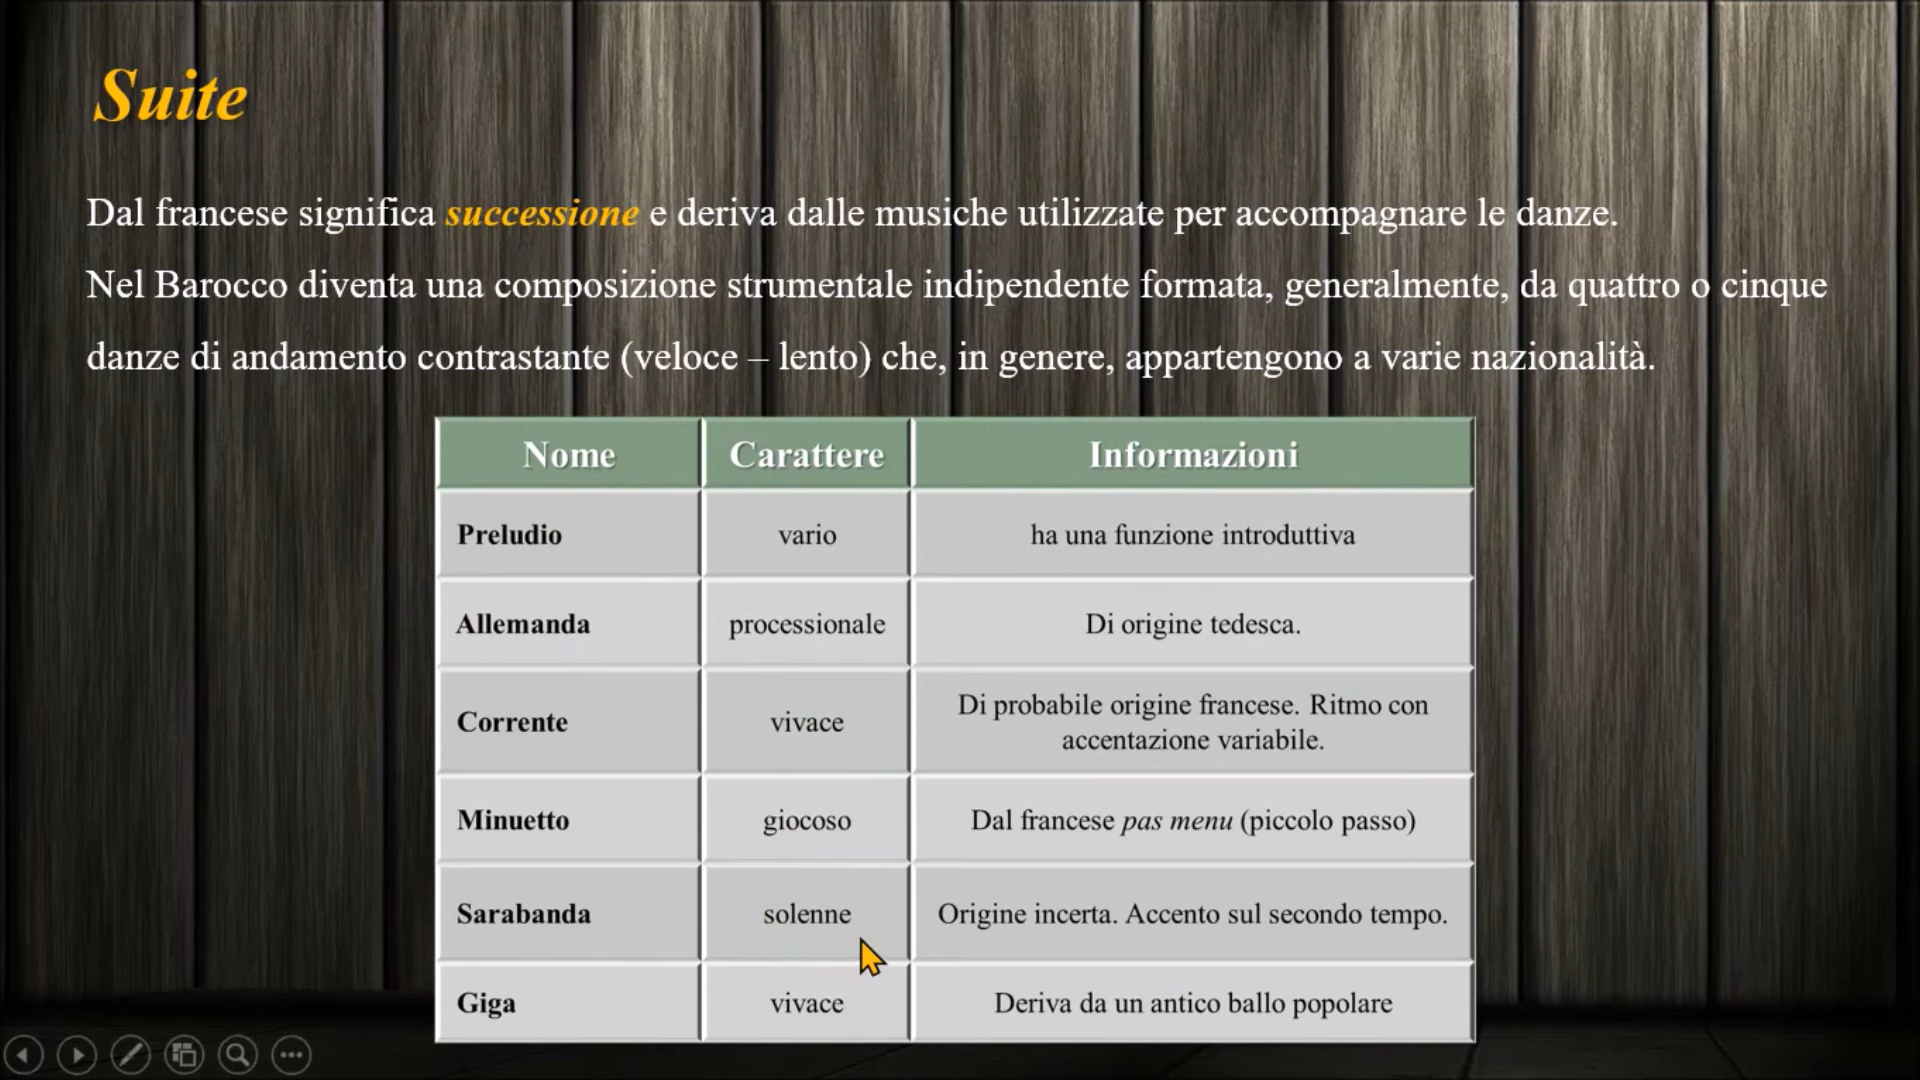 Suite
Dal francese significa successione e deriva dalle musiche utilizzate per accompagnare le danze.
Nel Barocco diventa una composizione strumentale indipendente formata, generalmente, da quattro o cinque
danze di andamento contrastante (veloce – lento) che, in genere, appartengono a varie nazionalità.
Nome Carattere Informazioni
Preludio vario ha una funzione introduttiva
Allemanda processionale Di origine tedesca.
Corrente vivace Di probabile origine francese. Ritmo con
accentazione variabile.
Minuetto giocoso Dal francese pas menu (piccolo passo)
Sarabanda solenne Origine incerta. Accento sul secondo tempo.
Giga vivace Deriva da un antico ballo popolare